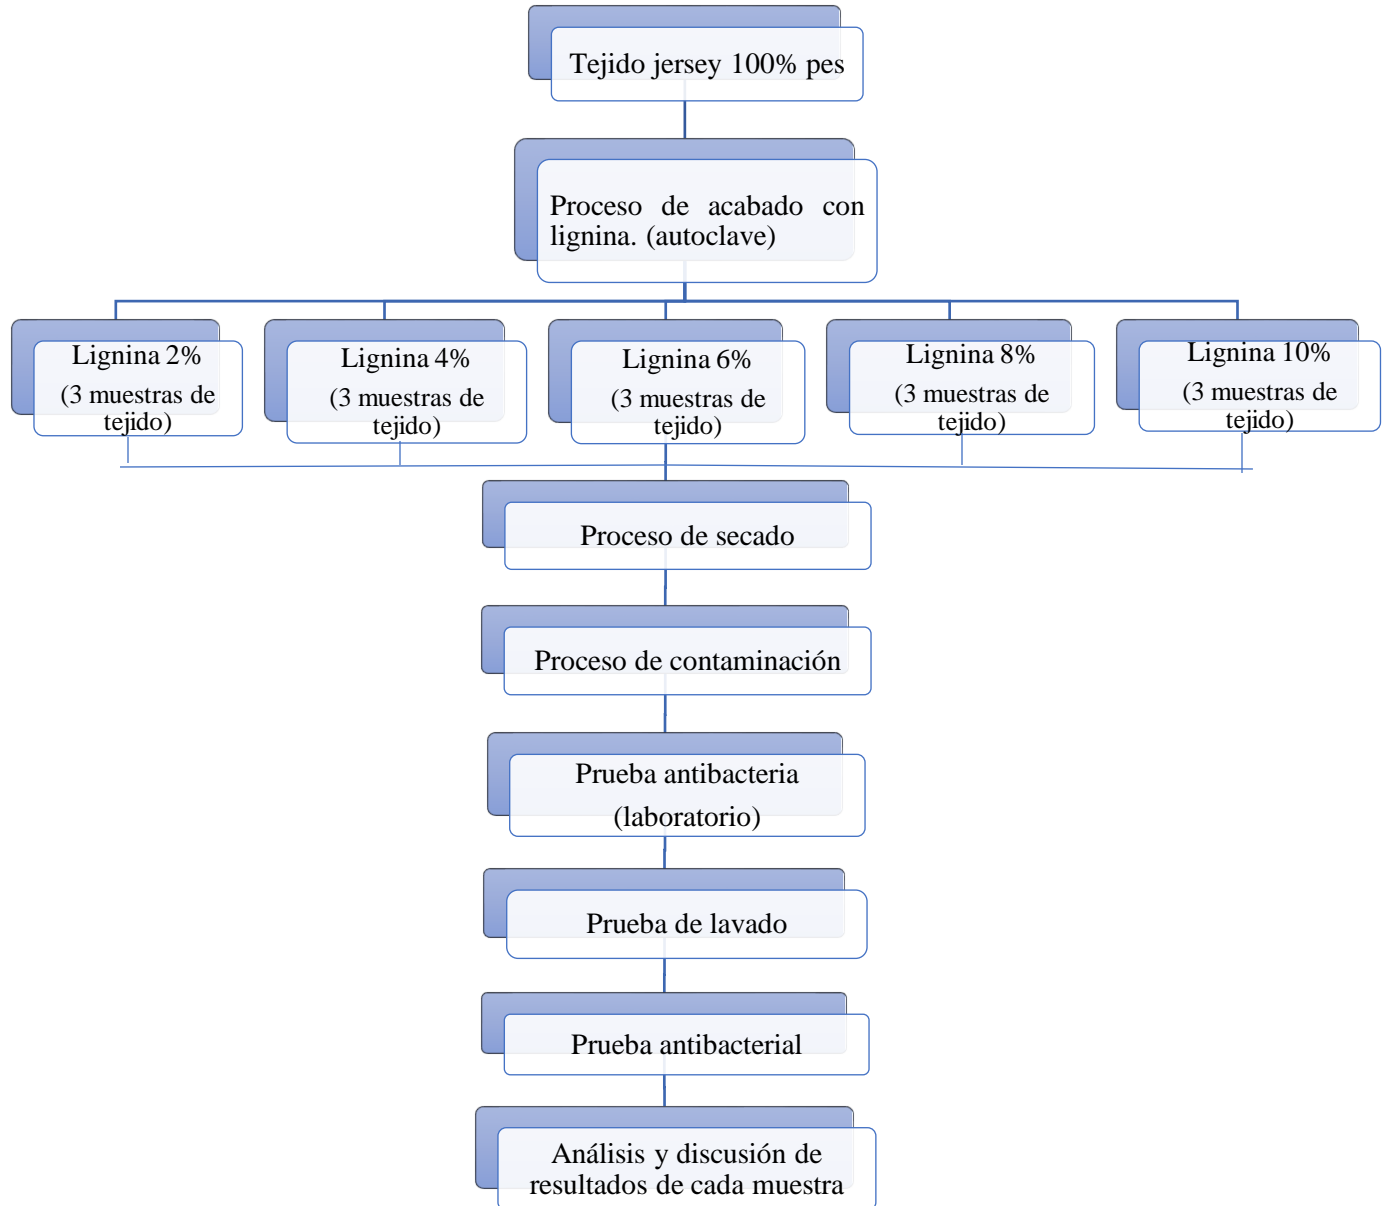 Tejido jersey 100% pes
Proceso de acabado con
lignina. (autoclave)
Lignina 2%
(3 muestras de
tejido)
Lignina 4%
(3 muestras de
tejido)
Lignina 6%
(3 muestras de
tejido)
Lignina 8%
(3 muestras de
tejido)
Lignina 10%
(3 muestras de
tejido)
Proceso de secado
Proceso de contaminación
Prueba antibacteria
(laboratorio)
Prueba de lavado
Prueba antibacterial
Análisis y discusión de
resultados de cada muestra